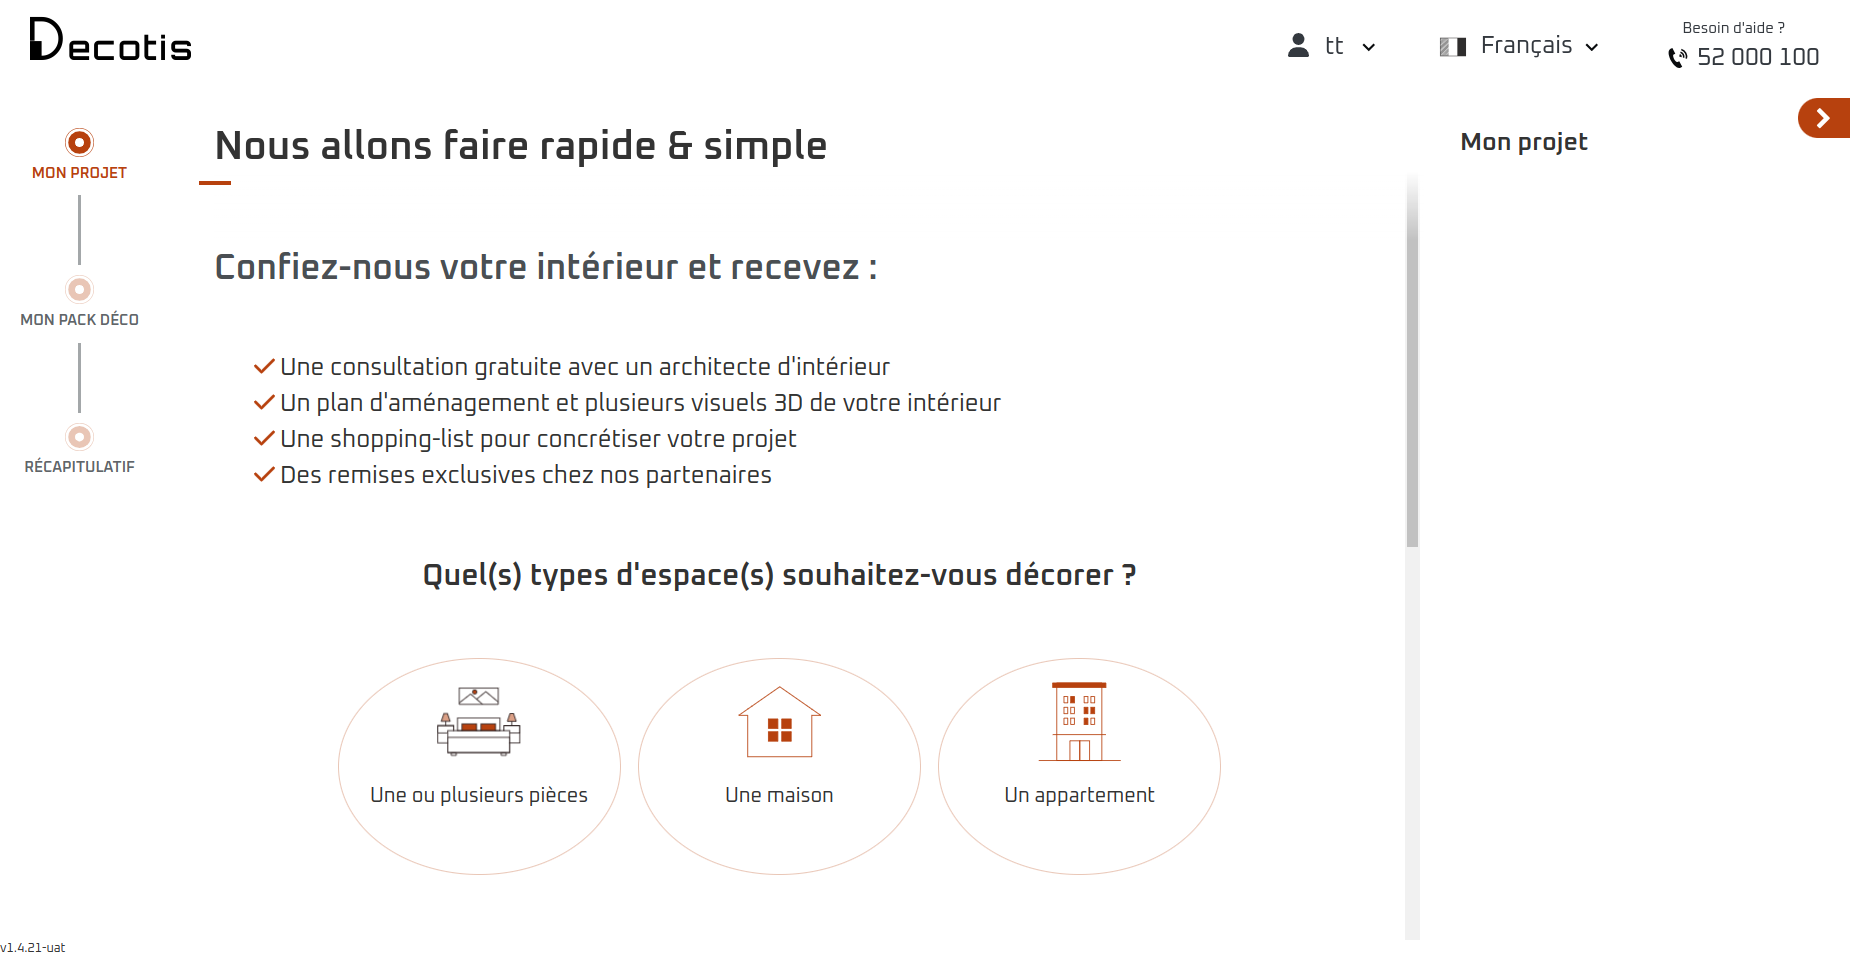 Decotis
tt
Français
Besoin d'aide ?
52 000 100
MON PROJET
MON PACK DÉCO
RÉCAPITULATIF
Nous allons faire rapide & simple
Confiez-nous votre intérieur et recevez :
Une consultation gratuite avec un architecte d'intérieur
Un plan d'aménagement et plusieurs visuels 3D de votre intérieur
Une shopping-list pour concrétiser votre projet
Des remises exclusives chez nos partenaires
Quel(s) types d'espace(s) souhaitez-vous décorer ?
Une ou plusieurs pièces
Une maison
Un appartement
Mon projet
v1.4.21-uat